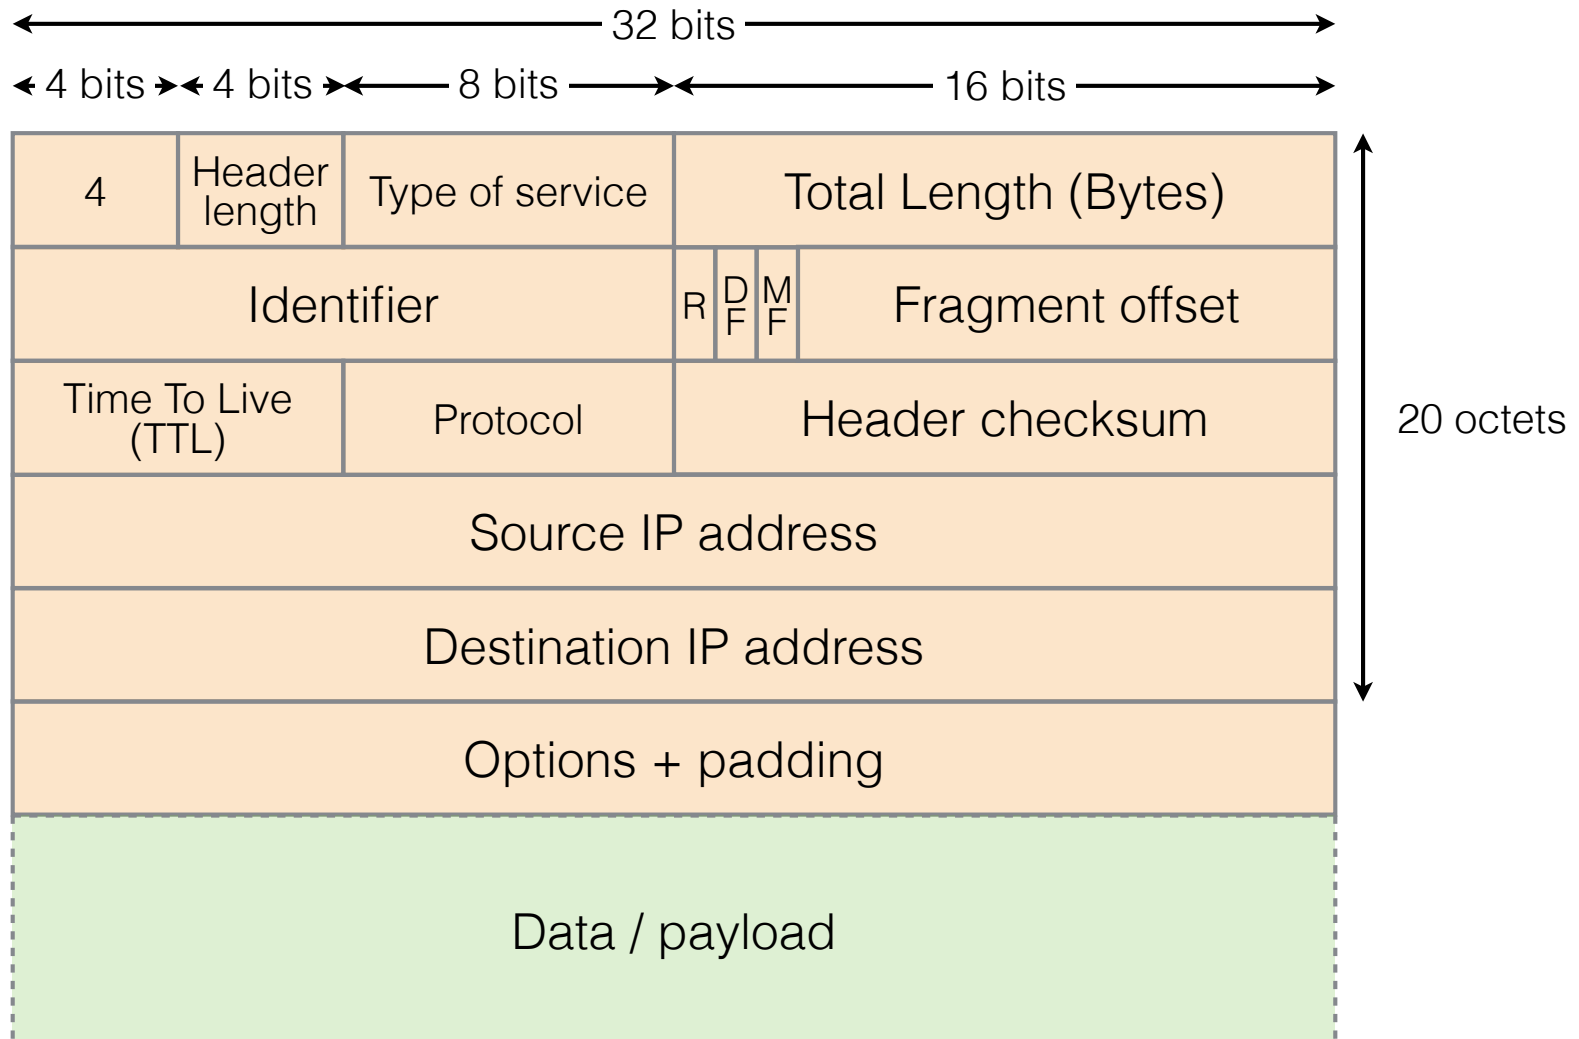 32 bits
4 bits
4 bits
8 bits
16 bits
4
Header
length
Type of service
Total Length (Bytes)
Identifier
R
D
F
M
F
Fragment offset
Time To Live
(TTL)
Protocol
Header checksum
20 octets
Source IP address
Destination IP address
Options + padding
Data / payload